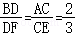 BD/DF = AC/CE = 2/3